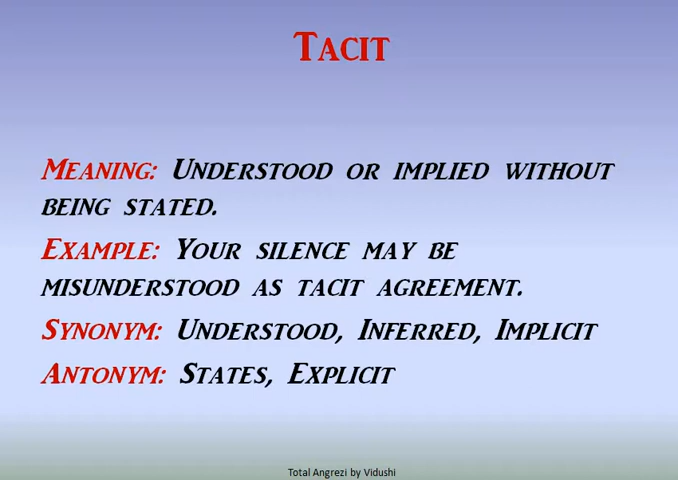 Tacit
Meaning: Understood or implied without
being stated.
Example: Your silence may be
misunderstood as tacit agreement.
Synonym: Understood, Inferred, Implicit
Antonym: States, Explicit
Total Angrezi by Vidushi